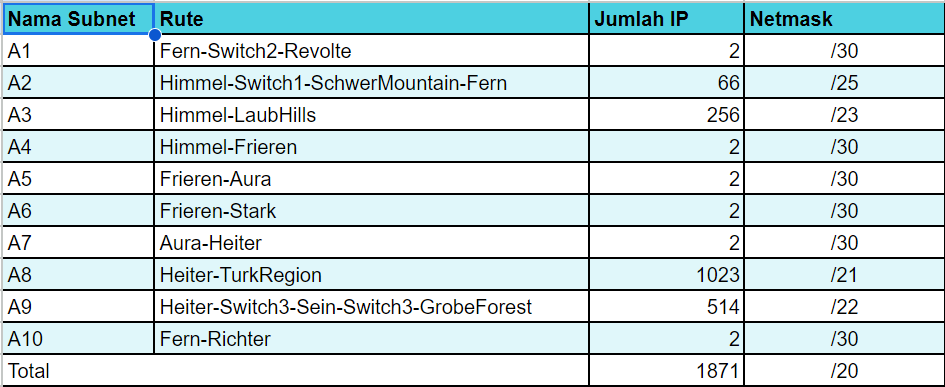 Nama Subnet Rute Jumlah IP Netmask
A1 Fern-Switch2-Revolte 2 /30
A2 Himmel-Switch1-SchwerMountain-Fern 66 /25
A3 Himmel-LaubHills 256 /23
A4 Himmel-Frieren 2 /30
A5 Frieren-Aura 2 /30
A6 Frieren-Stark 2 /30
A7 Aura-Heiter 2 /30
A8 Heiter-TurkRegion 1023 /21
A9 Heiter-Switch3-Sein-Switch3-GrobeForest 514 /22
A10 Fern-Richter 2 /30
Total 1871 /20